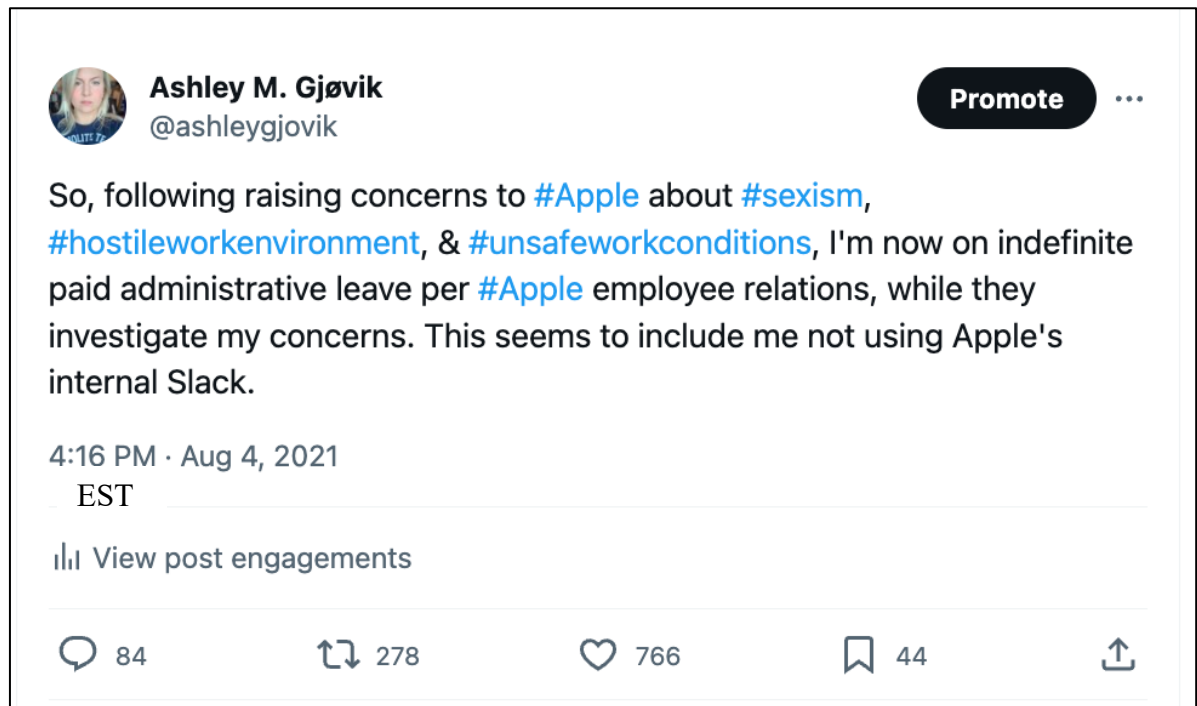 Ashley M. Gjøvik
@ashleygjovik
Promote
So, following raising concerns to #Apple about #sexism,
#hostileworkenvironment, & #unsafeworkconditions, I'm now on indefinite
paid administrative leave per #Apple employee relations, while they
investigate my concerns. This seems to include me not using Apple's
internal Slack.
4:16 PM · Aug 4, 2021
EST
View post engagements
84 278 766 44